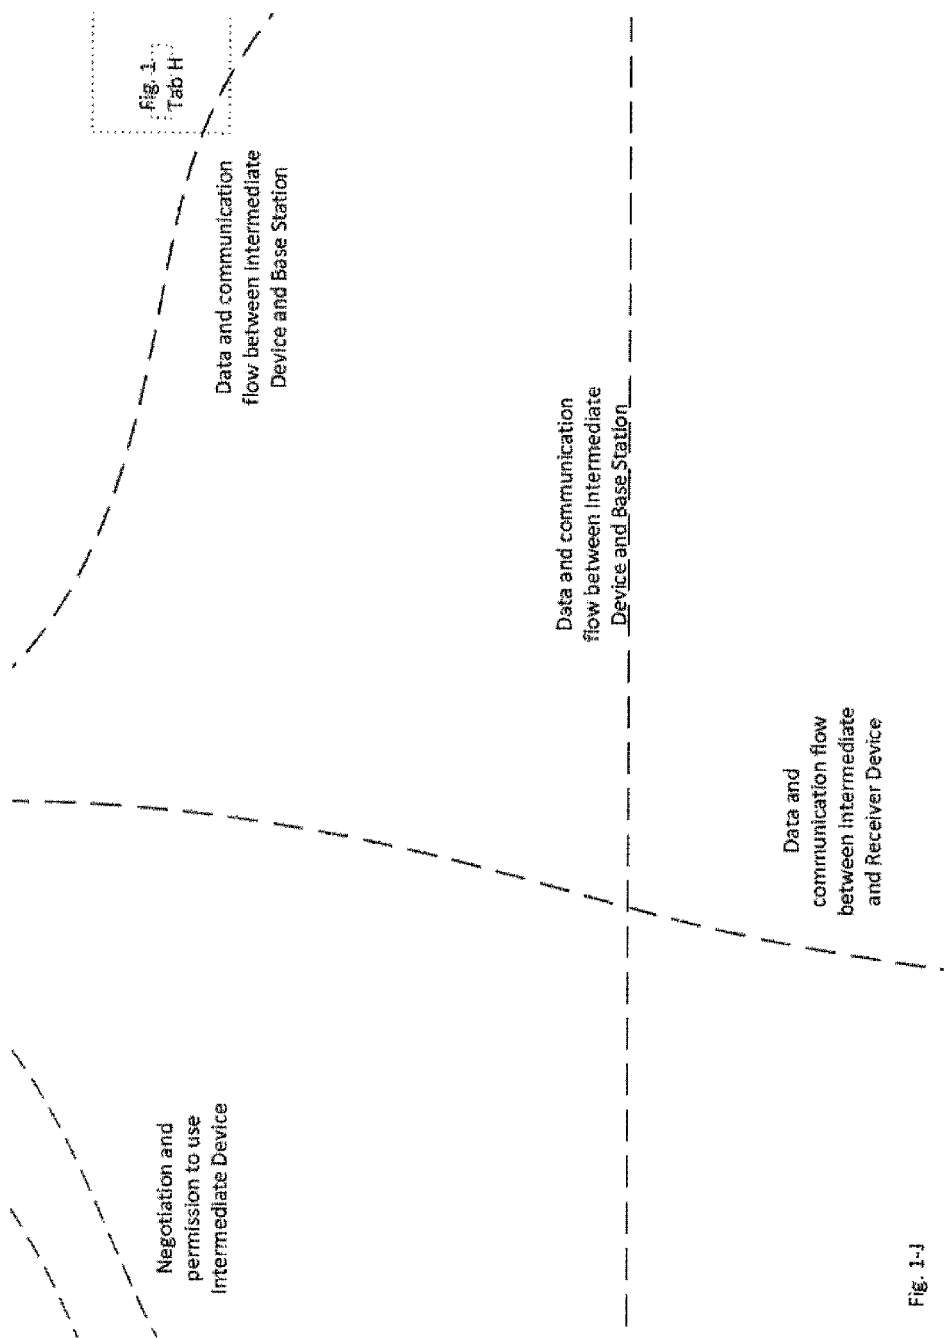 Fig. 1
Tab H
Data and communication
flow between Intermediate
Device and Base Station
Data and communication
flow between Intermediate
Device and Base Station
Negotiation and
permission to use
Intermediate Device
Data and
communication flow
between Intermediate
and Receiver Device
Fig. 1-J